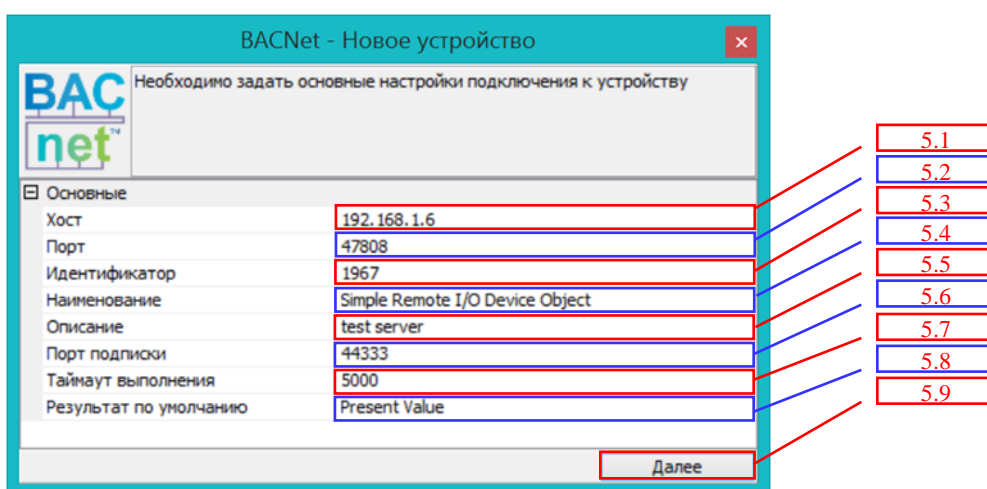 BACNet - Новое устройство
BAC
net™
Необходимо задать основные настройки подключения к устройству
Основные
Хост 192.168.1.6
Порт 47808
Идентификатор 1967
Наименование Simple Remote I/O Device Object
Описание test server
Порт подписки 44333
Таймаут выполнения 5000
Результат по умолчанию Present Value
Далее
5.1
5.2
5.3
5.4
5.5
5.6
5.7
5.8
5.9